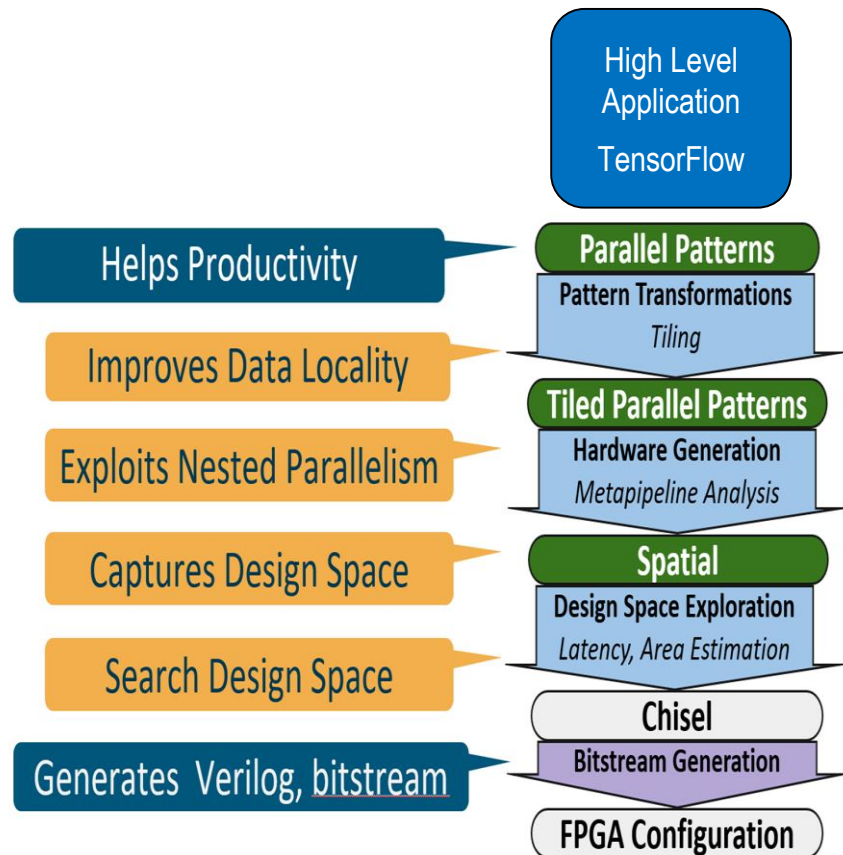 High Level
Application
TensorFlow
Helps Productivity
Parallel Patterns
Pattern Transformations
Tiling
Improves Data Locality
Tiled Parallel Patterns
Exploits Nested Parallelism
Hardware Generation
Metapipeline Analysis
Captures Design Space
Spatial
Design Space Exploration
Latency, Area Estimation
Search Design Space
Chisel
Generates Verilog, bitstream
Bitstream Generation
FPGA Configuration